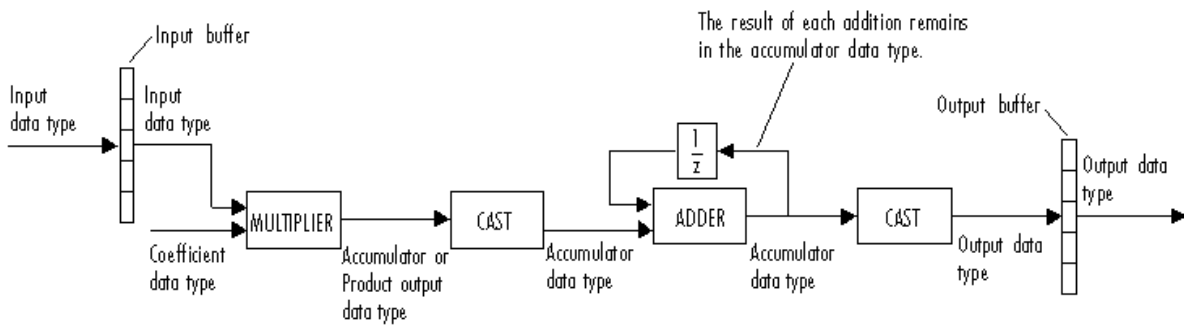 The result of each addition remains
in the accumulator data type.
Input buffer
Input
data type
Input
data type
Output buffer
1
z
Output data
type
MULTIPLIER
CAST
ADDER
CAST
Coefficient
data type
Accumulator or
Product output
data type
Accumulator
data type
Accumulator
data type
Output data
type